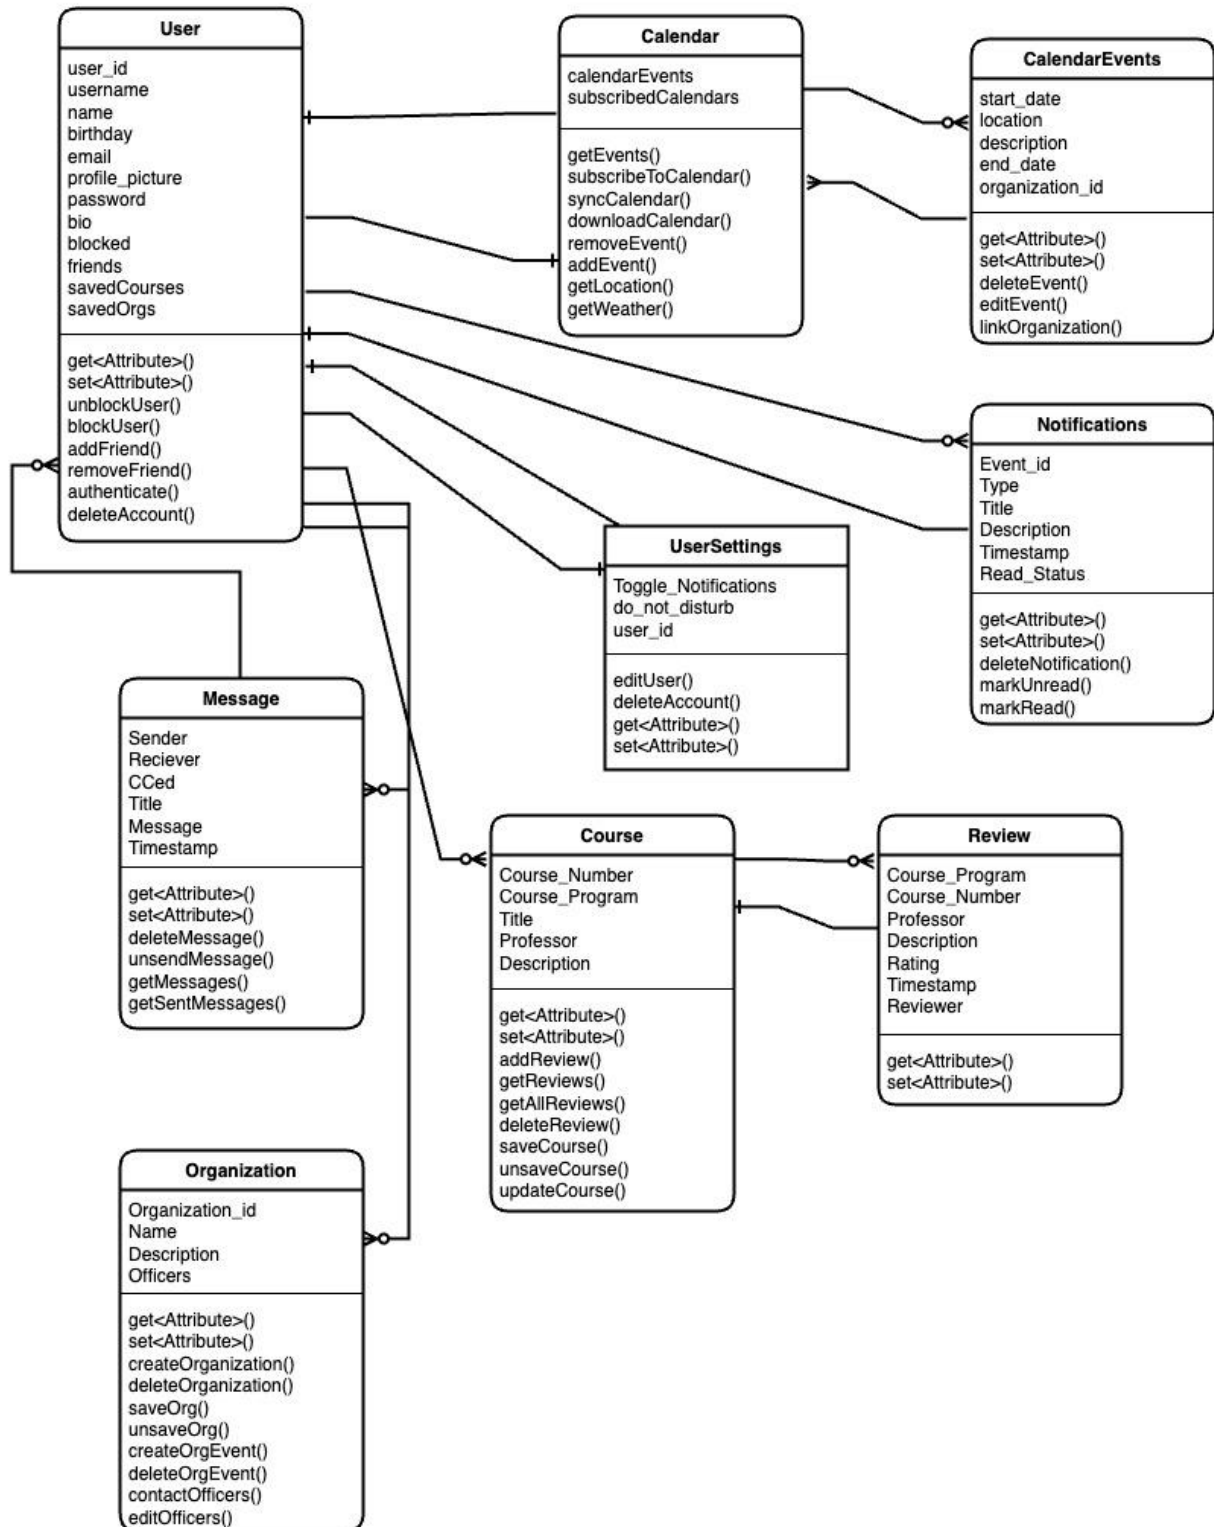 User
user_id
username
name
birthday
email
profile_picture
password
bio
blocked
friends
savedCourses
savedOrgs
get<Attribute>()
set<Attribute>()
unblockUser()
blockUser()
addFriend()
removeFriend()
authenticate()
deleteAccount()
Calendar
calendarEvents
subscribedCalendars
getEvents()
subscribeToCalendar()
syncCalendar()
downloadCalendar()
removeEvent()
addEvent()
getLocation()
getWeather()
CalendarEvents
start_date
location
description
end_date
organization_id
get<Attribute>()
set<Attribute>()
deleteEvent()
editEvent()
linkOrganization()
Notifications
Event_id
Type
Title
Description
Timestamp
Read_Status
get<Attribute>()
set<Attribute>()
deleteNotification()
markUnread()
markRead()
UserSettings
Toggle_Notifications
do_not_disturb
user_id
editUser()
deleteAccount()
get<Attribute>()
set<Attribute>()
Message
Sender
Reciever
CCed
Title
Message
Timestamp
get<Attribute>()
set<Attribute>()
deleteMessage()
unsendMessage()
getMessages()
getSentMessages()
Course
Course_Number
Course_Program
Title
Professor
Description
get<Attribute>()
set<Attribute>()
addReview()
getReviews()
getAllReviews()
deleteReview()
saveCourse()
unsaveCourse()
updateCourse()
Review
Course_Program
Course_Number
Professor
Description
Rating
Timestamp
Reviewer
get<Attribute>()
set<Attribute>()
Organization
Organization_id
Name
Description
Officers
get<Attribute>()
set<Attribute>()
createOrganization()
deleteOrganization()
saveOrg()
unsaveOrg()
createOrgEvent()
deleteOrgEvent()
contactOfficers()
editOfficers()